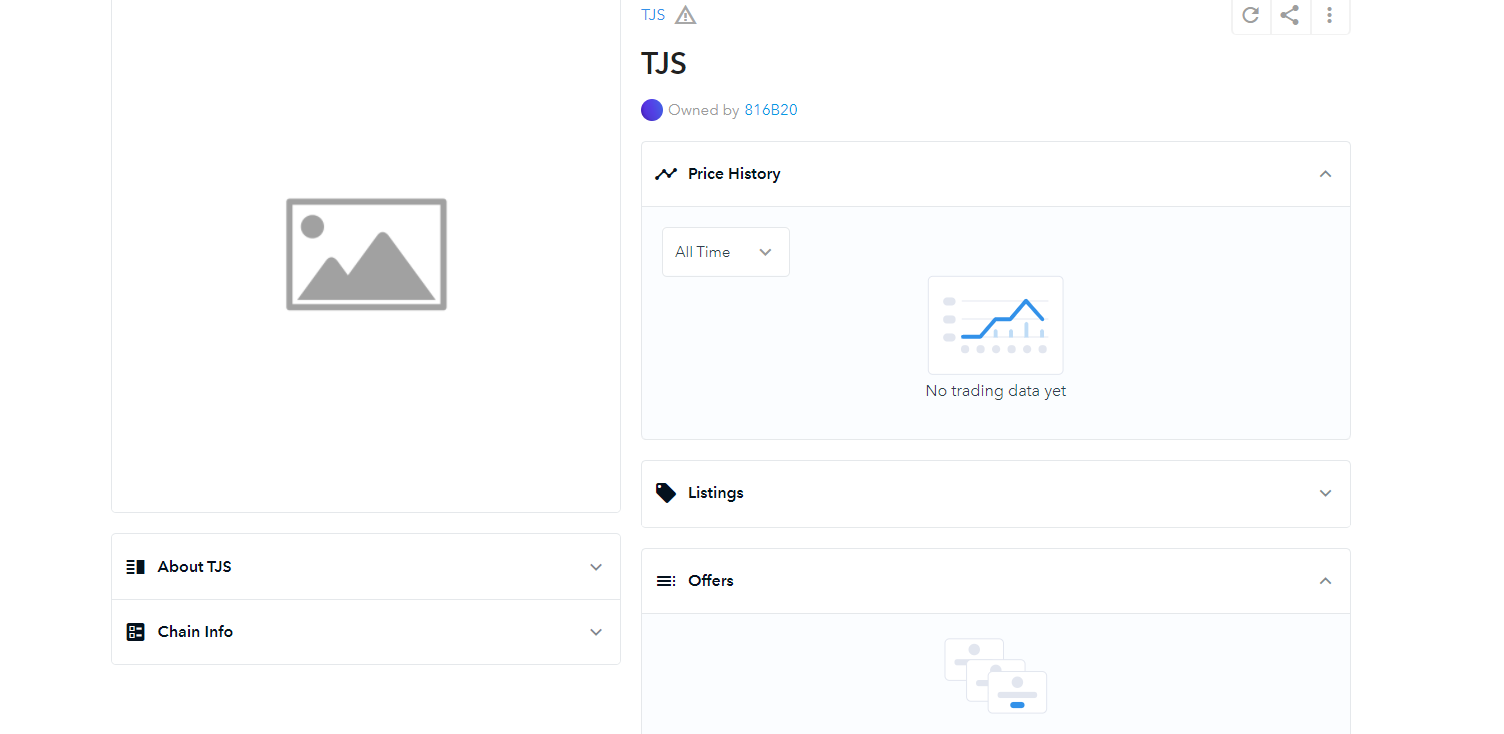 TJS
TJS
Owned by 816B20
Price History
All Time
No trading data yet
Listings
Offers
About TJS
Chain Info